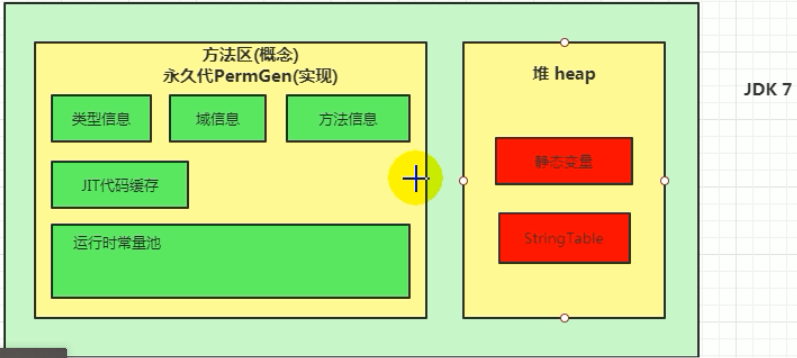 方法区(概念)
永久代PermGen(实现)
类型信息
域信息
方法信息
JIT代码缓存
运行时常量池
堆 heap
静态变量
StringTable
JDK 7